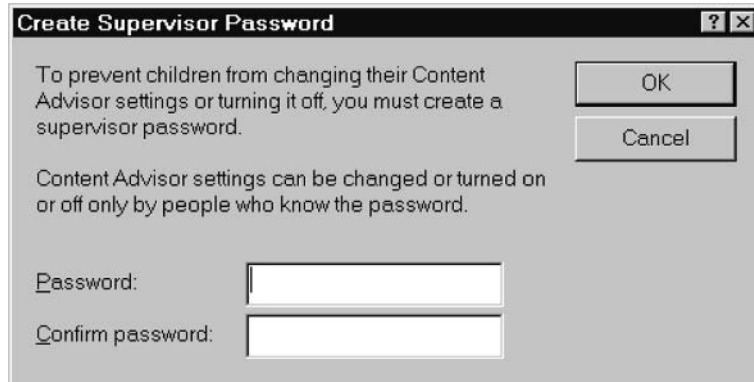 Create Supervisor Password
To prevent children from changing their Content
Advisor settings or turning it off, you must create a
supervisor password.
OK
Cancel
Content Advisor settings can be changed or turned on
or off only by people who know the password.
Password:
Confirm password: